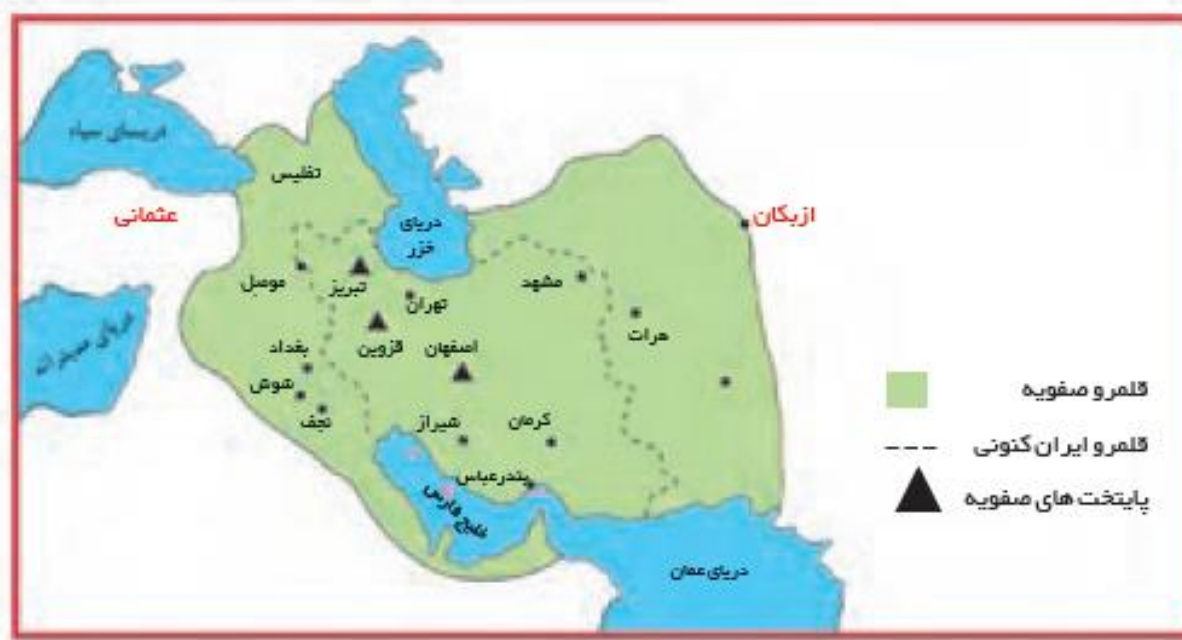 دریای سیاه
تفلیس
عثمانی
ازبکان
دریای
خزر
موصل
تبریز
تهران
مشهد
هرات
بغداد
قزوین
اصفهان
شوش
نجف
شیراز
کرمان
بندرعباس
خلیج فارس
دریای عمان
دریای
قلمرو صفویه
قلمرو ایران کنونی
پایتخت های صفویه